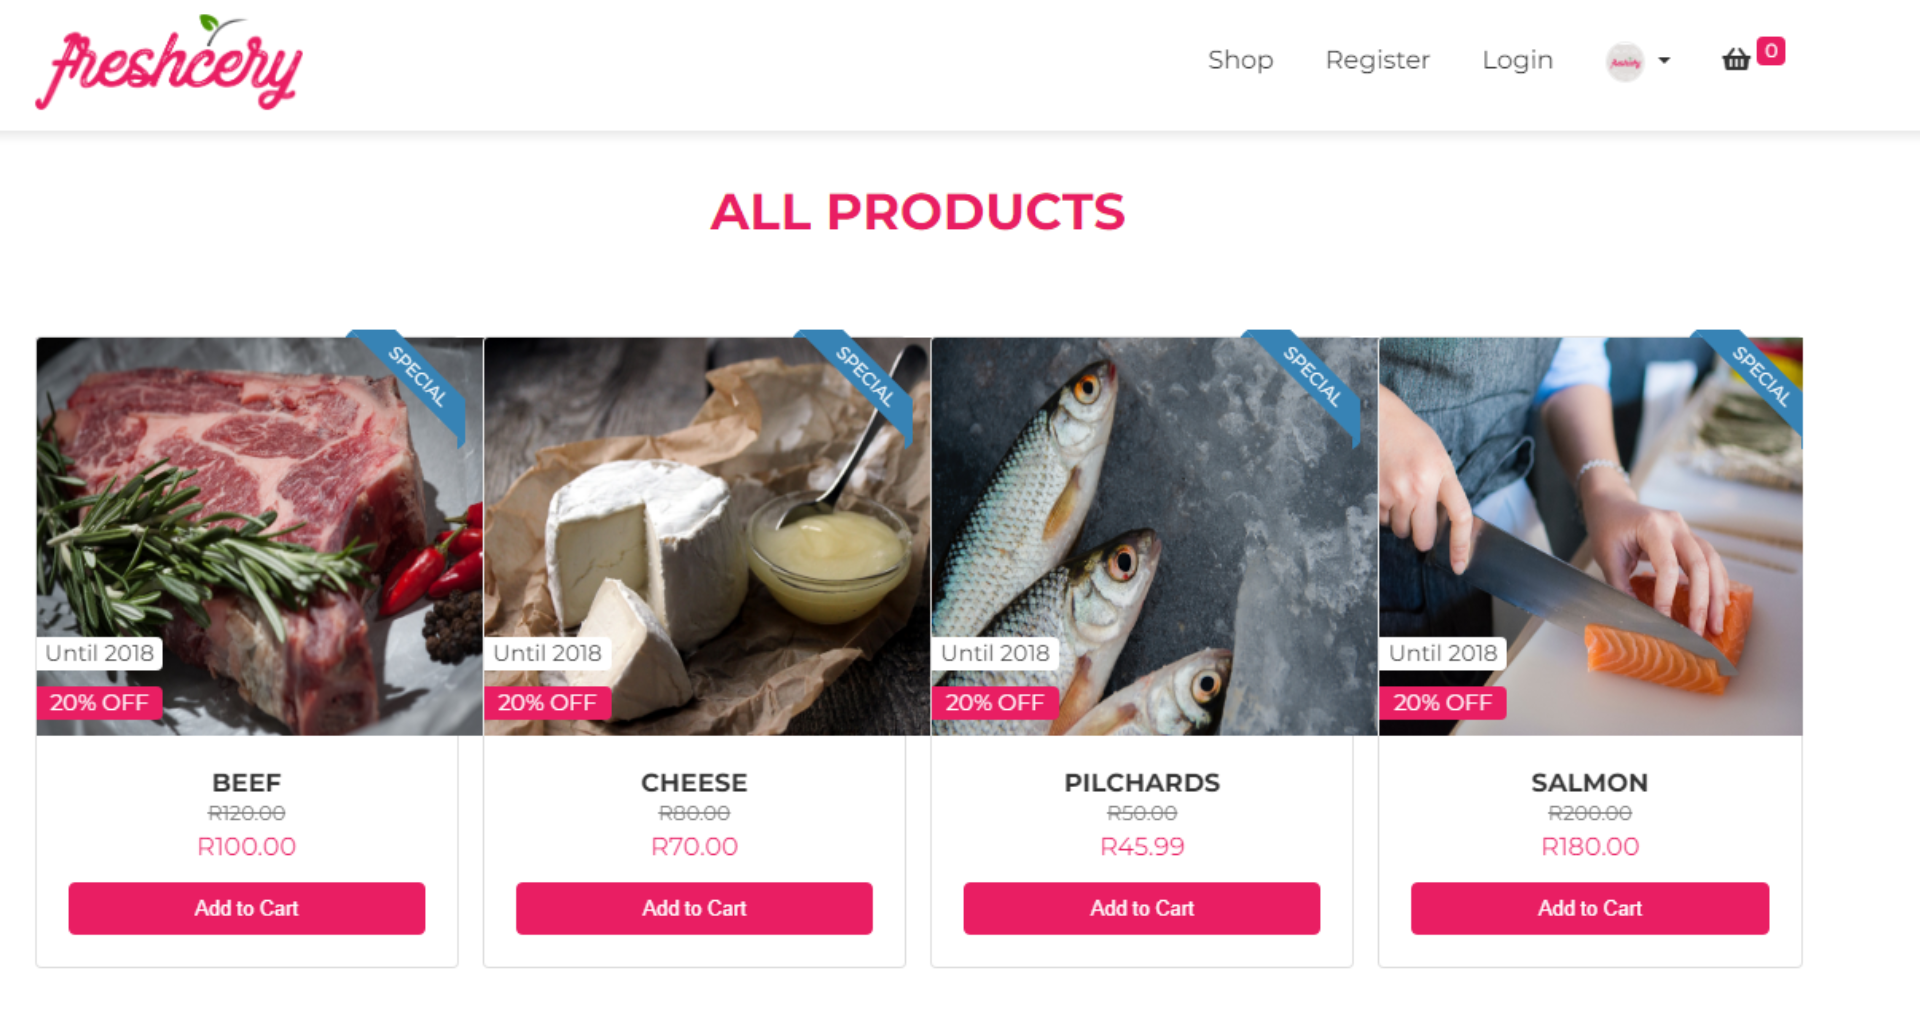 freshcery
Shop Register Login 0
ALL PRODUCTS
SPECIAL SPECIAL SPECIAL SPECIAL
Until 2018 Until 2018 Until 2018 Until 2018
20% OFF 20% OFF 20% OFF 20% OFF
BEEF CHEESE PILCHARDS SALMON
R120.00 R80.00 R50.00 R200.00
R100.00 R70.00 R45.99 R180.00
Add to Cart Add to Cart Add to Cart Add to Cart